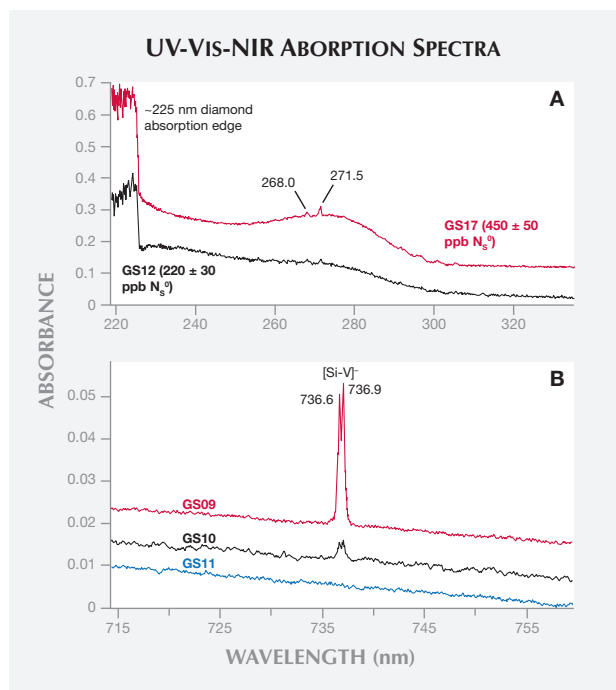 UV-VIS-NIR ABORPTION SPECTRA
A
~225 nm diamond
absorption edge
268.0
271.5
GS17 (450 ± 50
ppb Nₛ⁰)
GS12 (220 ± 30
ppb Nₛ⁰)
0.7
0.6
0.5
0.4
0.3
0.2
0.1
0
220 240 260 280 300 320
ABSORBANCE
B
[Si-V]⁻
736.6
736.9
GS09
GS10
GS11
0.05
0.04
0.03
0.02
0.01
0
715 725 735 745 755
WAVELENGTH (nm)